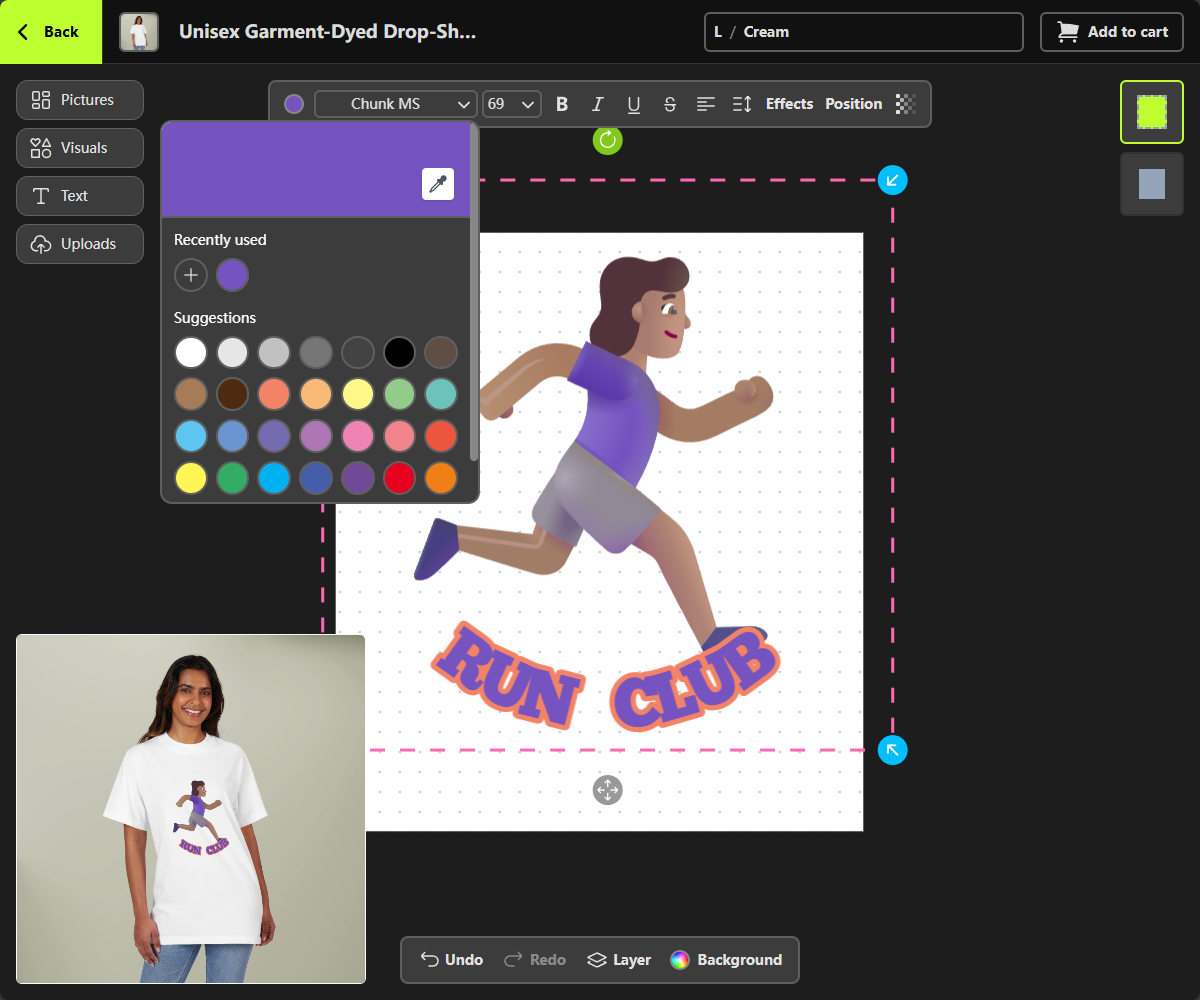 Back
Unisex Garment-Dyed Drop-Sh...
L / Cream
Add to cart
Pictures
Visuals
Text
Uploads
Chunk MS
69
B I U S
Effects
Position
Recently used
Suggestions
RUN CLUB
RUN CLUB
Undo
Redo
Layer
Background